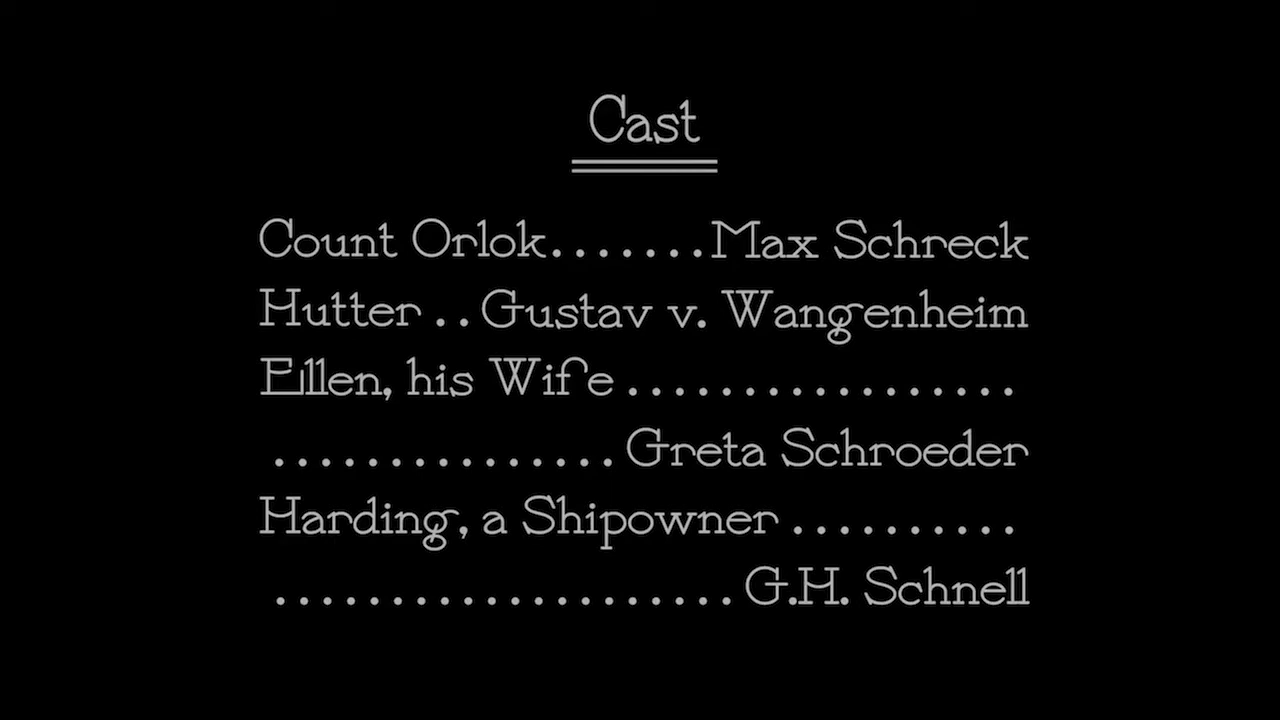 Cast
Count Orlok.......Max Schreck
Hutter..Gustav v. Wangenheim
Ellen, his Wife.................
...............Greta Schroeder
Harding, a Shipowner..........
....................G.H. Schnell